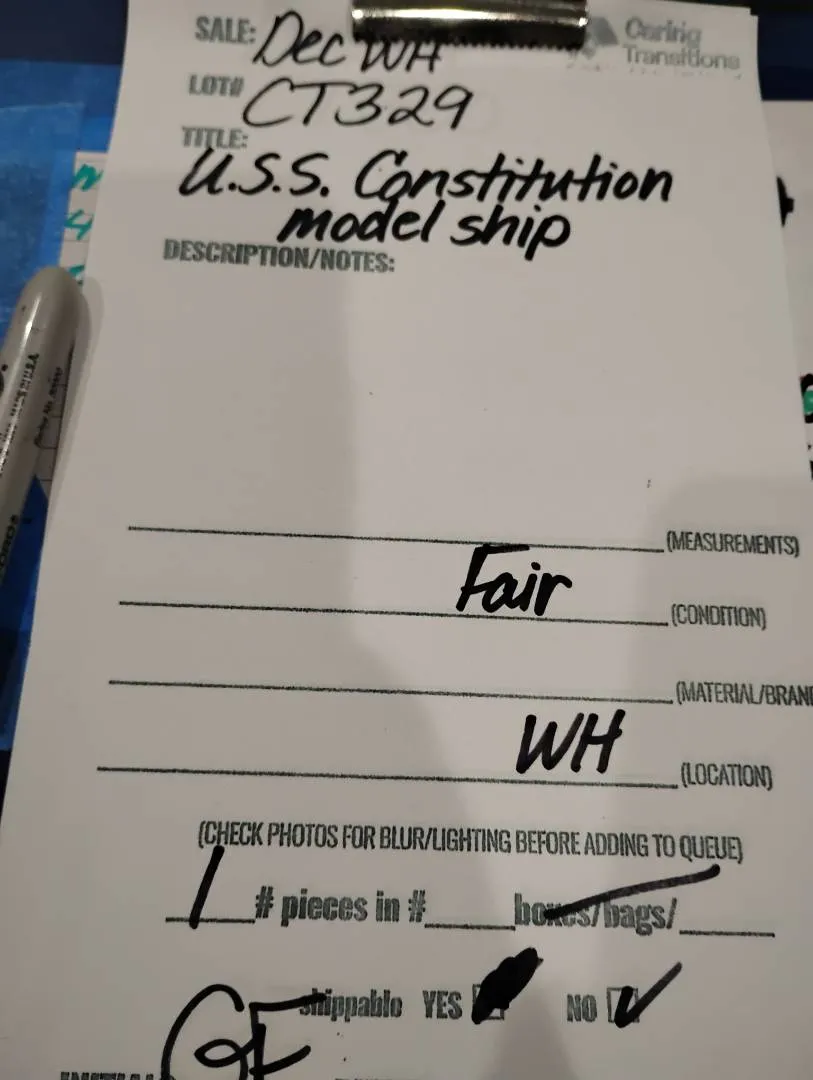 SALE: Dec WH
Caring
Transitions
LOT# CT329
TITLE:
U.S.S. Constitution
model ship
DESCRIPTION/NOTES:
(MEASUREMENTS)
Fair (CONDITION)
(MATERIAL/BRAN
WH (LOCATION)
(CHECK PHOTOS FOR BLUR/LIGHTING BEFORE ADDING TO QUEUE)
1 # pieces in # boxes/bags/
shippable YES NO
GF